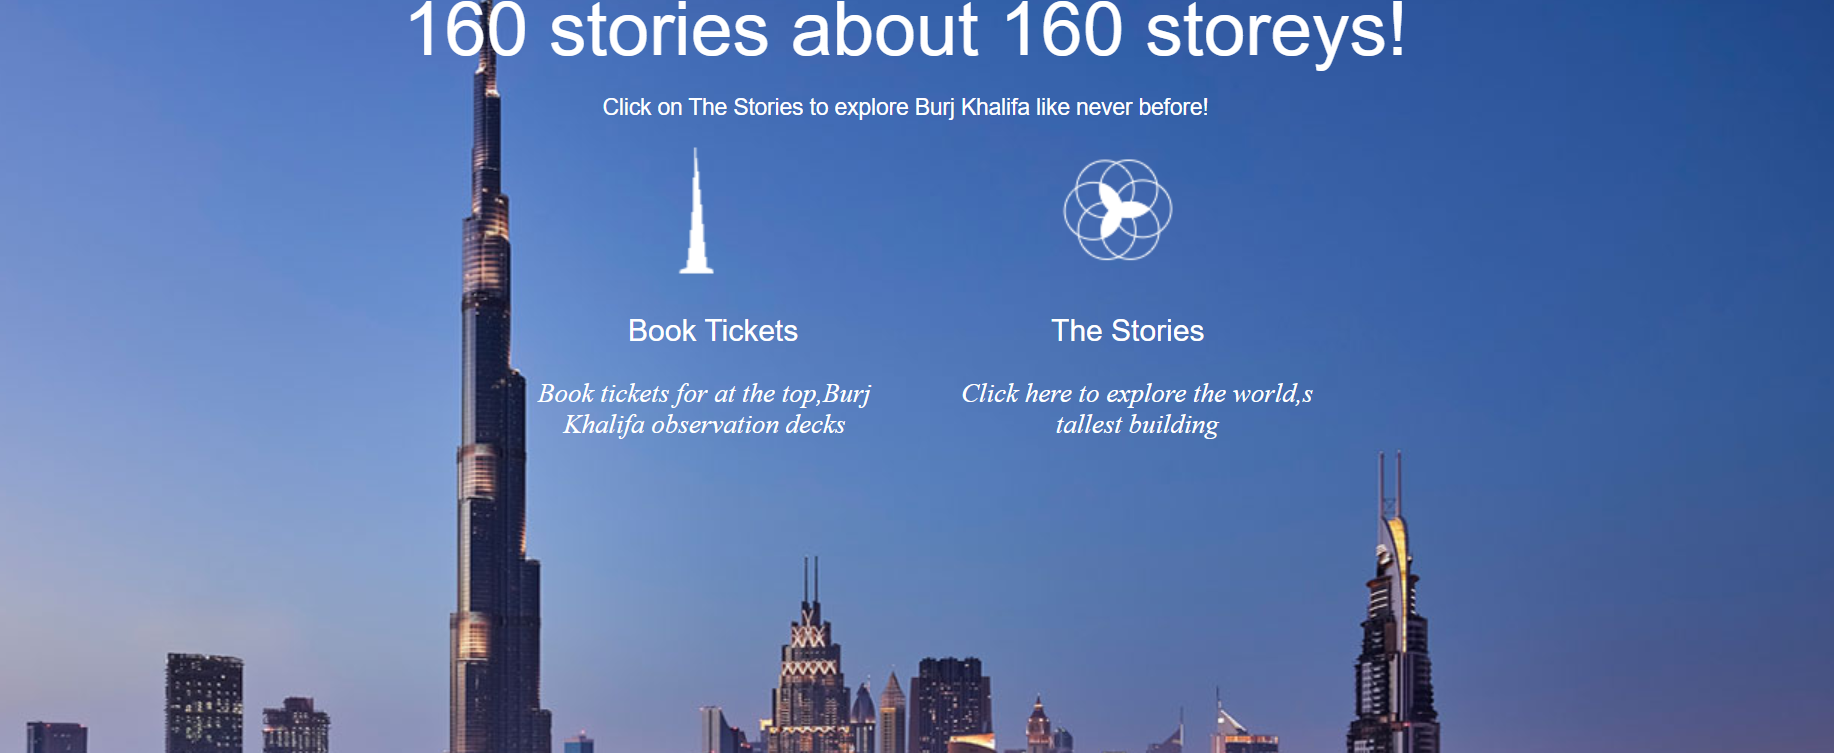 160 stories about 160 storeys!
Click on The Stories to explore Burj Khalifa like never before!
Book Tickets
The Stories
Book tickets for at the top,Burj
Khalifa observation decks
Click here to explore the world,s
tallest building